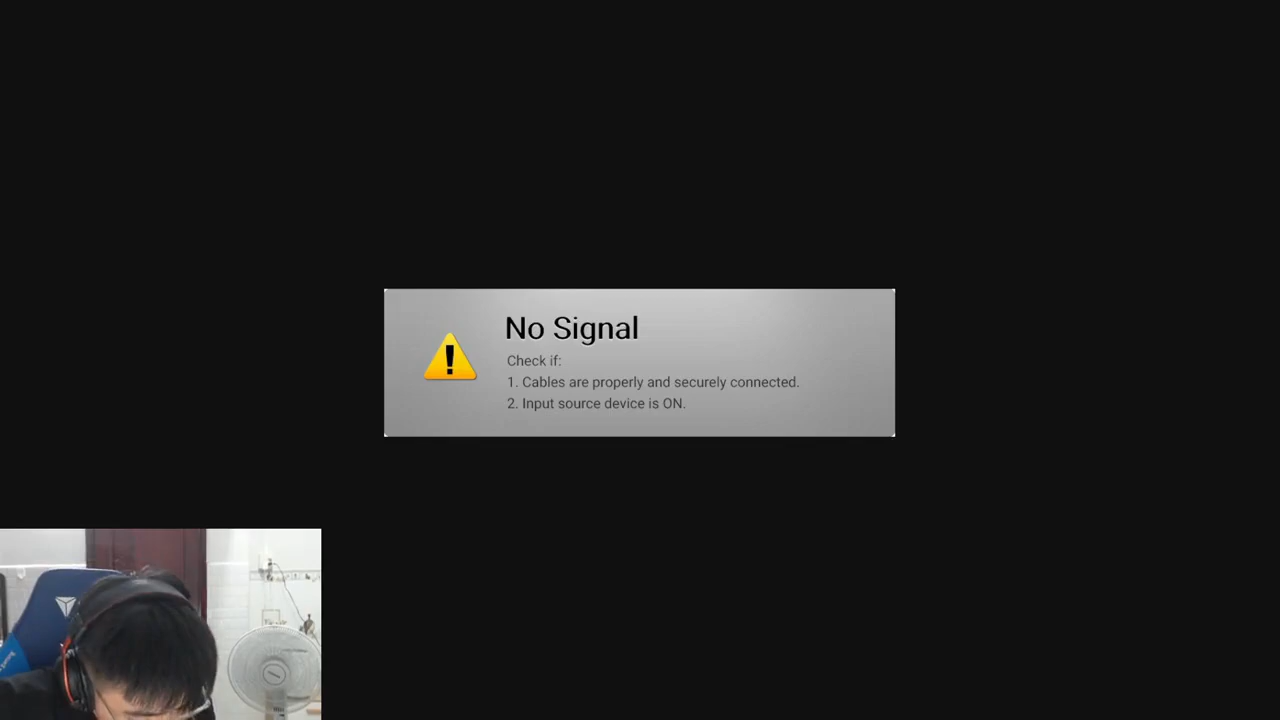 No Signal
Check if:
1. Cables are properly and securely connected.
2. Input source device is ON.